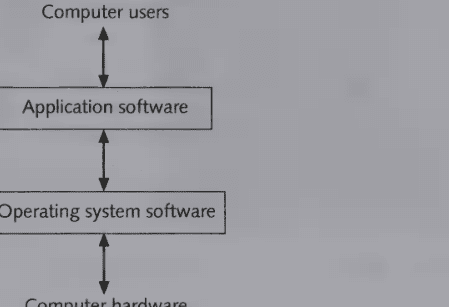 Computer users
Application software
Operating system software
Computer hardware